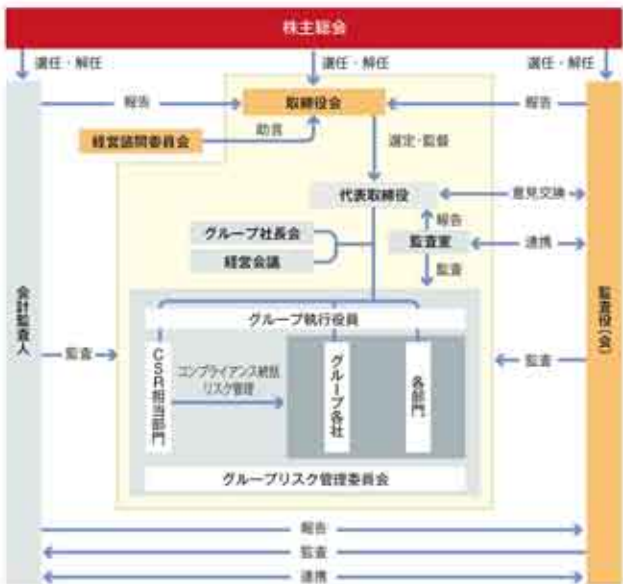 株主総会
選任・解任
選任・解任
選任・解任
報告
取締役会
報告
経営諮問委員会
助言
選定・監督
代表取締役
意見交換
報告
グループ社長会
監査室
連携
経営会議
監査
会計監査人
監査役(会)
グループ執行役員
監査
CSR担当部門
コンプライアンス統括
リスク管理
グループ各社
各部門
監査
グループリスク管理委員会
報告
監査
連携